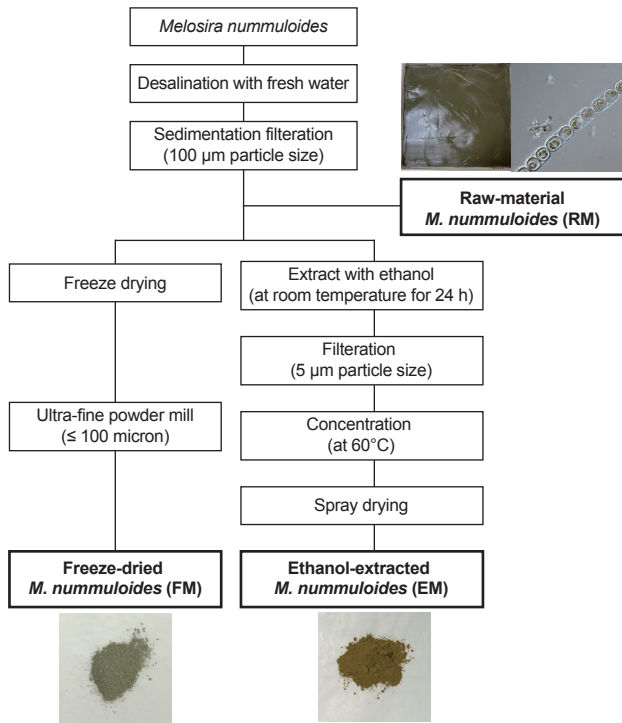 Melosira nummuloides
Desalination with fresh water
Sedimentation filteration
(100 µm particle size)
Raw-material
M. nummuloides (RM)
Freeze drying
Extract with ethanol
(at room temperature for 24 h)
Filteration
(5 µm particle size)
Ultra-fine powder mill
(≤ 100 micron)
Concentration
(at 60°C)
Spray drying
Freeze-dried
M. nummuloides (FM)
Ethanol-extracted
M. nummuloides (EM)